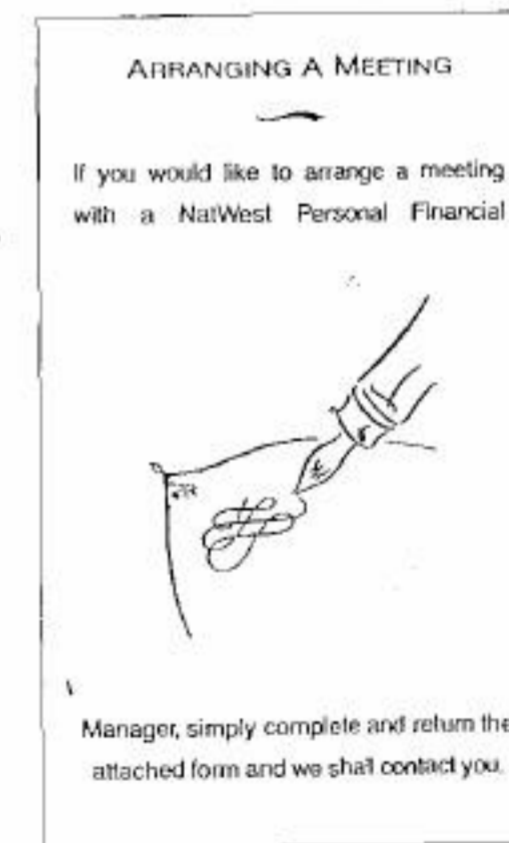 ARRANGING A MEETING
If you would like to arrange a meeting
with a NatWest Personal Financial
Manager, simply complete and return the
attached form and we shall contact you.